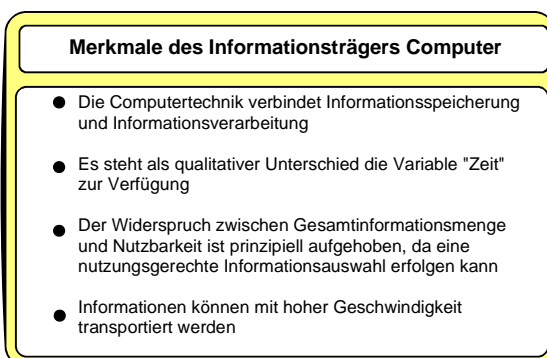 Merkmale des Informationsträgers Computer
● Die Computertechnik verbindet Informationsspeicherung
und Informationsverarbeitung
● Es steht als qualitativer Unterschied die Variable "Zeit"
zur Verfügung
● Der Widerspruch zwischen Gesamtinformationsmenge
und Nutzbarkeit ist prinzipiell aufgehoben, da eine
nutzungsgerechte Informationsauswahl erfolgen kann
● Informationen können mit hoher Geschwindigkeit
transportiert werden